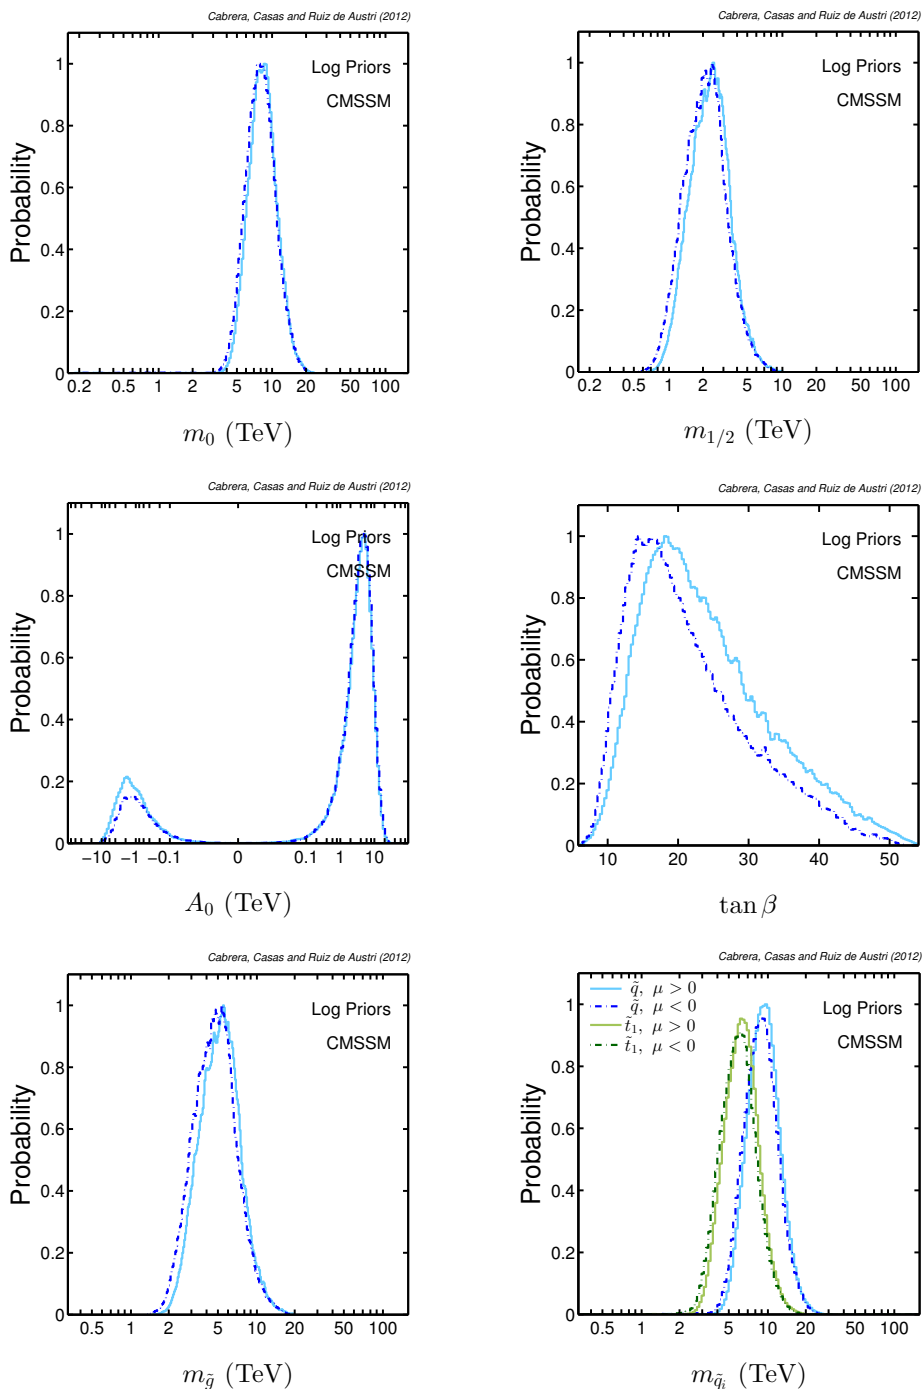 Cabrera, Casas and Ruiz de Austri (2012)
Log Priors
CMSSM
Probability
1
0.8
0.6
0.4
0.2
0
0.2 0.5 1 2 5 10 20 50 100
m₀ (TeV)
Cabrera, Casas and Ruiz de Austri (2012)
Log Priors
CMSSM
Probability
1
0.8
0.6
0.4
0.2
0
0.2 0.5 1 2 5 10 20 50 100
m₁/₂ (TeV)
Cabrera, Casas and Ruiz de Austri (2012)
Log Priors
CMSSM
Probability
1
0.8
0.6
0.4
0.2
0
−10 −1 −0.1 0 0.1 1 10
A₀ (TeV)
Cabrera, Casas and Ruiz de Austri (2012)
Log Priors
CMSSM
Probability
1
0.8
0.6
0.4
0.2
0
10 20 30 40 50
tan β
Cabrera, Casas and Ruiz de Austri (2012)
Log Priors
CMSSM
Probability
1
0.8
0.6
0.4
0.2
0
0.5 1 2 5 10 20 50 100
m_g̃ (TeV)
Cabrera, Casas and Ruiz de Austri (2012)
q̃, μ > 0
q̃, μ < 0
t̃₁, μ > 0
t̃₁, μ < 0
Log Priors
CMSSM
Probability
1
0.8
0.6
0.4
0.2
0
0.5 1 2 5 10 20 50 100
m_q̃ᵢ (TeV)